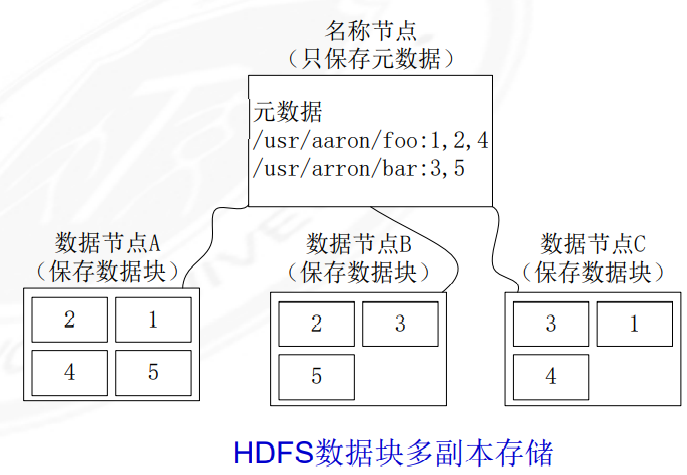 名称节点
（只保存元数据）
元数据
/usr/aaron/foo:1,2,4
/usr/arron/bar:3,5
数据节点A
（保存数据块）
2 1
4 5
数据节点B
（保存数据块）
2 3
5
数据节点C
（保存数据块）
3 1
4
HDFS数据块多副本存储